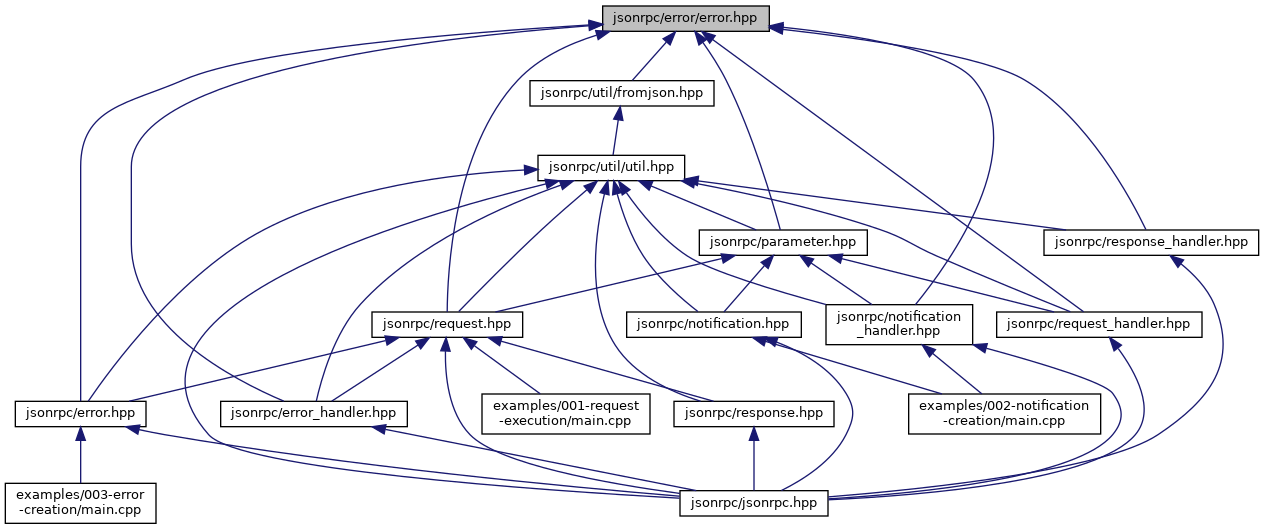 jsonrpc/error/error.hpp
jsonrpc/util/fromjson.hpp
jsonrpc/util/util.hpp
jsonrpc/parameter.hpp
jsonrpc/response_handler.hpp
jsonrpc/request.hpp
jsonrpc/notification.hpp
jsonrpc/notification
_handler.hpp
jsonrpc/request_handler.hpp
jsonrpc/error.hpp
jsonrpc/error_handler.hpp
examples/001-request
-execution/main.cpp
jsonrpc/response.hpp
examples/002-notification
-creation/main.cpp
examples/003-error
-creation/main.cpp
jsonrpc/jsonrpc.hpp